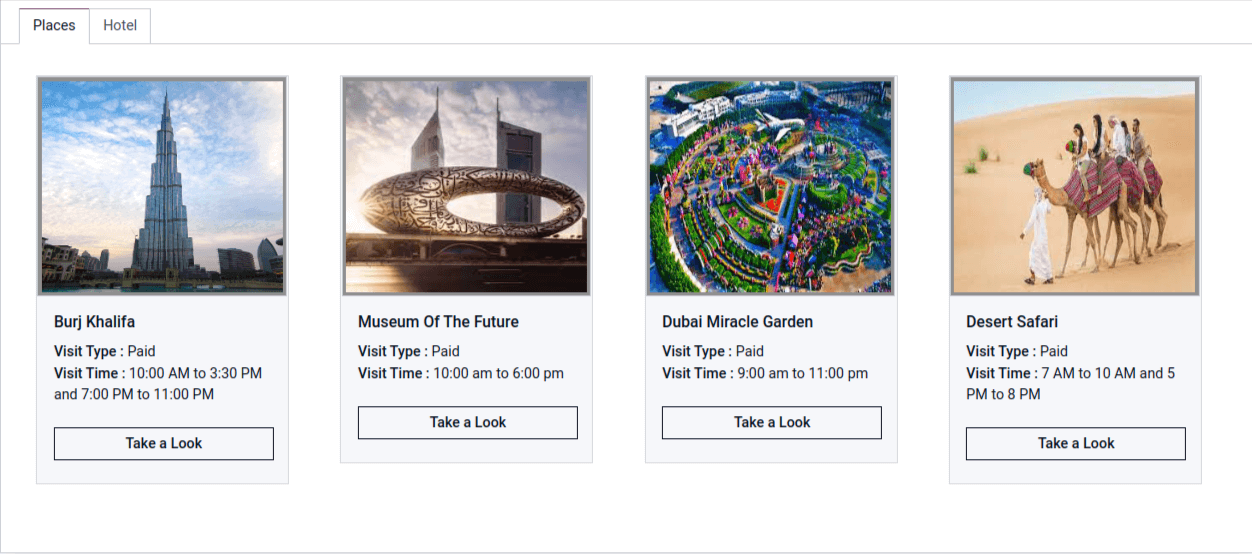 Places
Hotel
Burj Khalifa
Visit Type : Paid
Visit Time : 10:00 AM to 3:30 PM
and 7:00 PM to 11:00 PM
Take a Look
Museum Of The Future
Visit Type : Paid
Visit Time : 10:00 am to 6:00 pm
Take a Look
Dubai Miracle Garden
Visit Type : Paid
Visit Time : 9:00 am to 11:00 pm
Take a Look
Desert Safari
Visit Type : Paid
Visit Time : 7 AM to 10 AM and 5
PM to 8 PM
Take a Look